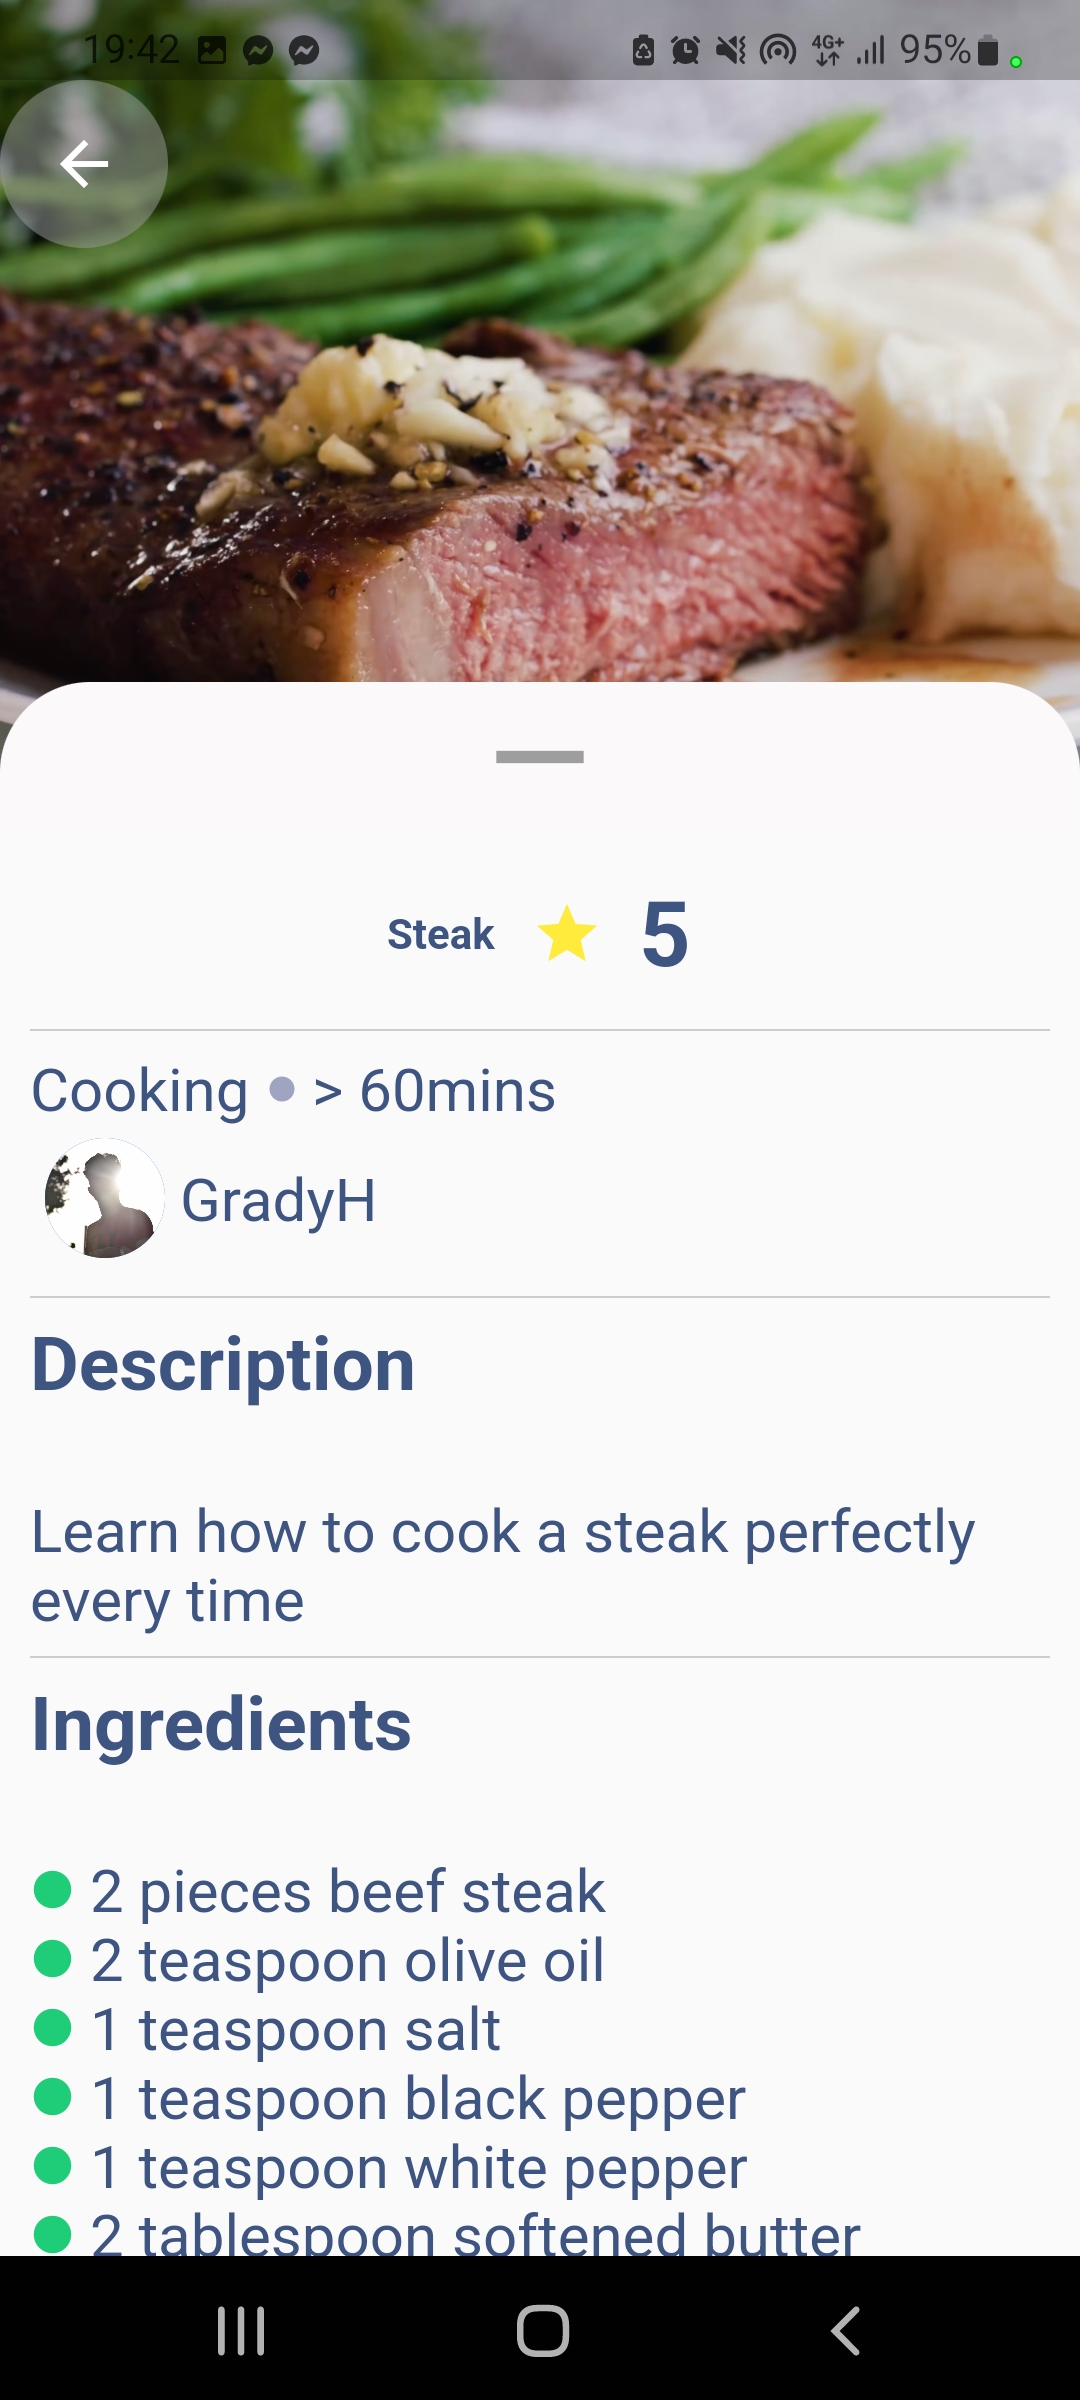 19:42 4G+ 95%
Steak 5
Cooking > 60mins
GradyH
Description
Learn how to cook a steak perfectly
every time
Ingredients
2 pieces beef steak
2 teaspoon olive oil
1 teaspoon salt
1 teaspoon black pepper
1 teaspoon white pepper
2 tablespoon softened butter